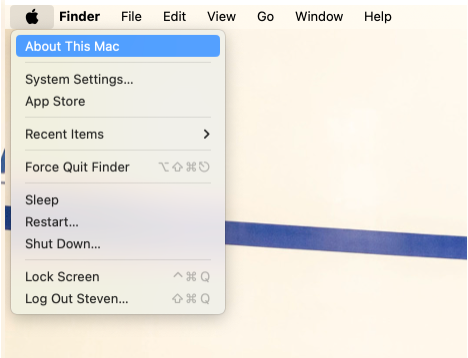 Finder File Edit View Go Window Help
About This Mac
System Settings...
App Store
Recent Items
Force Quit Finder ⌥⇧⌘⎋
Sleep
Restart...
Shut Down...
Lock Screen ^⌘Q
Log Out Steven... ⇧⌘Q